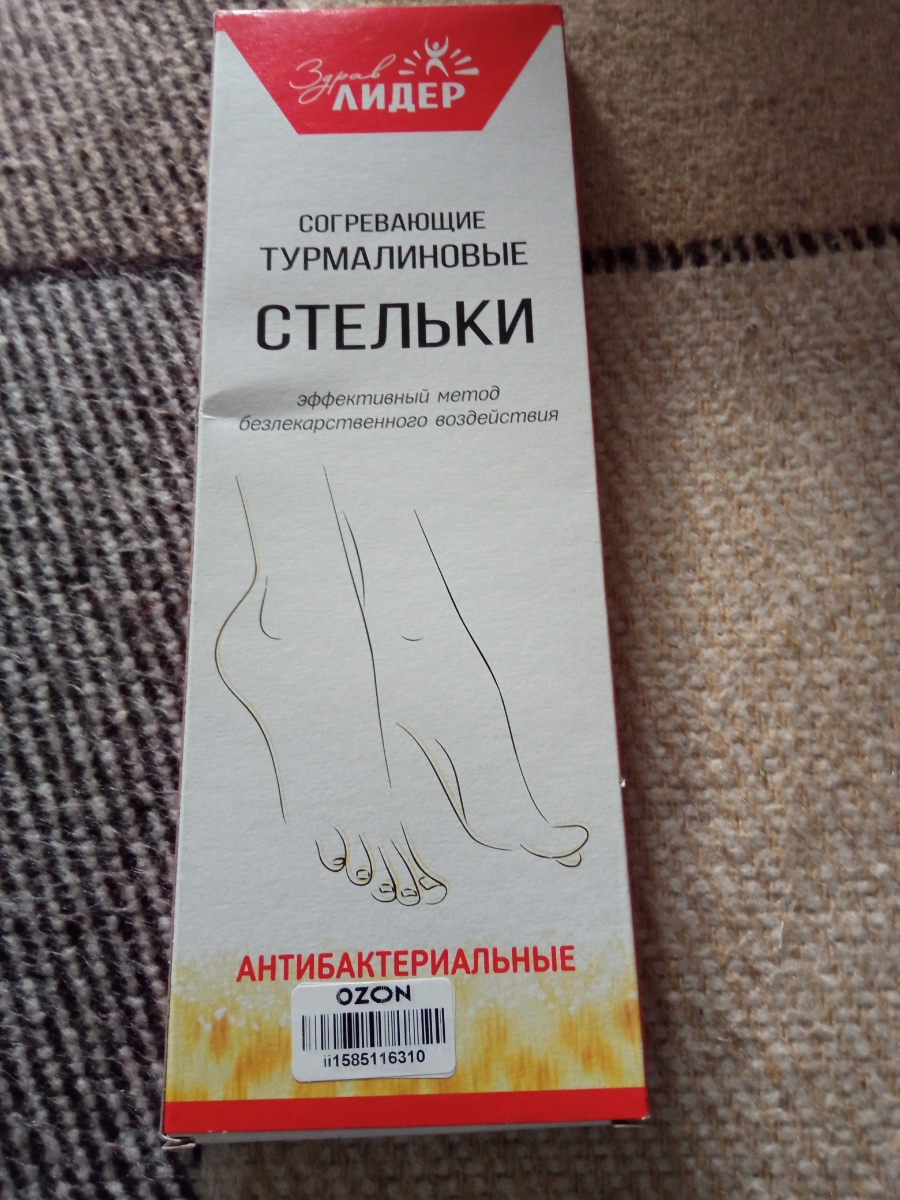 Здрав
ЛИДЕР
СОГРЕВАЮЩИЕ
ТУРМАЛИНОВЫЕ
СТЕЛЬКИ
эффективный метод
безлекарственного воздействия
АНТИБАКТЕРИАЛЬНЫЕ
OZON
ii1585116310